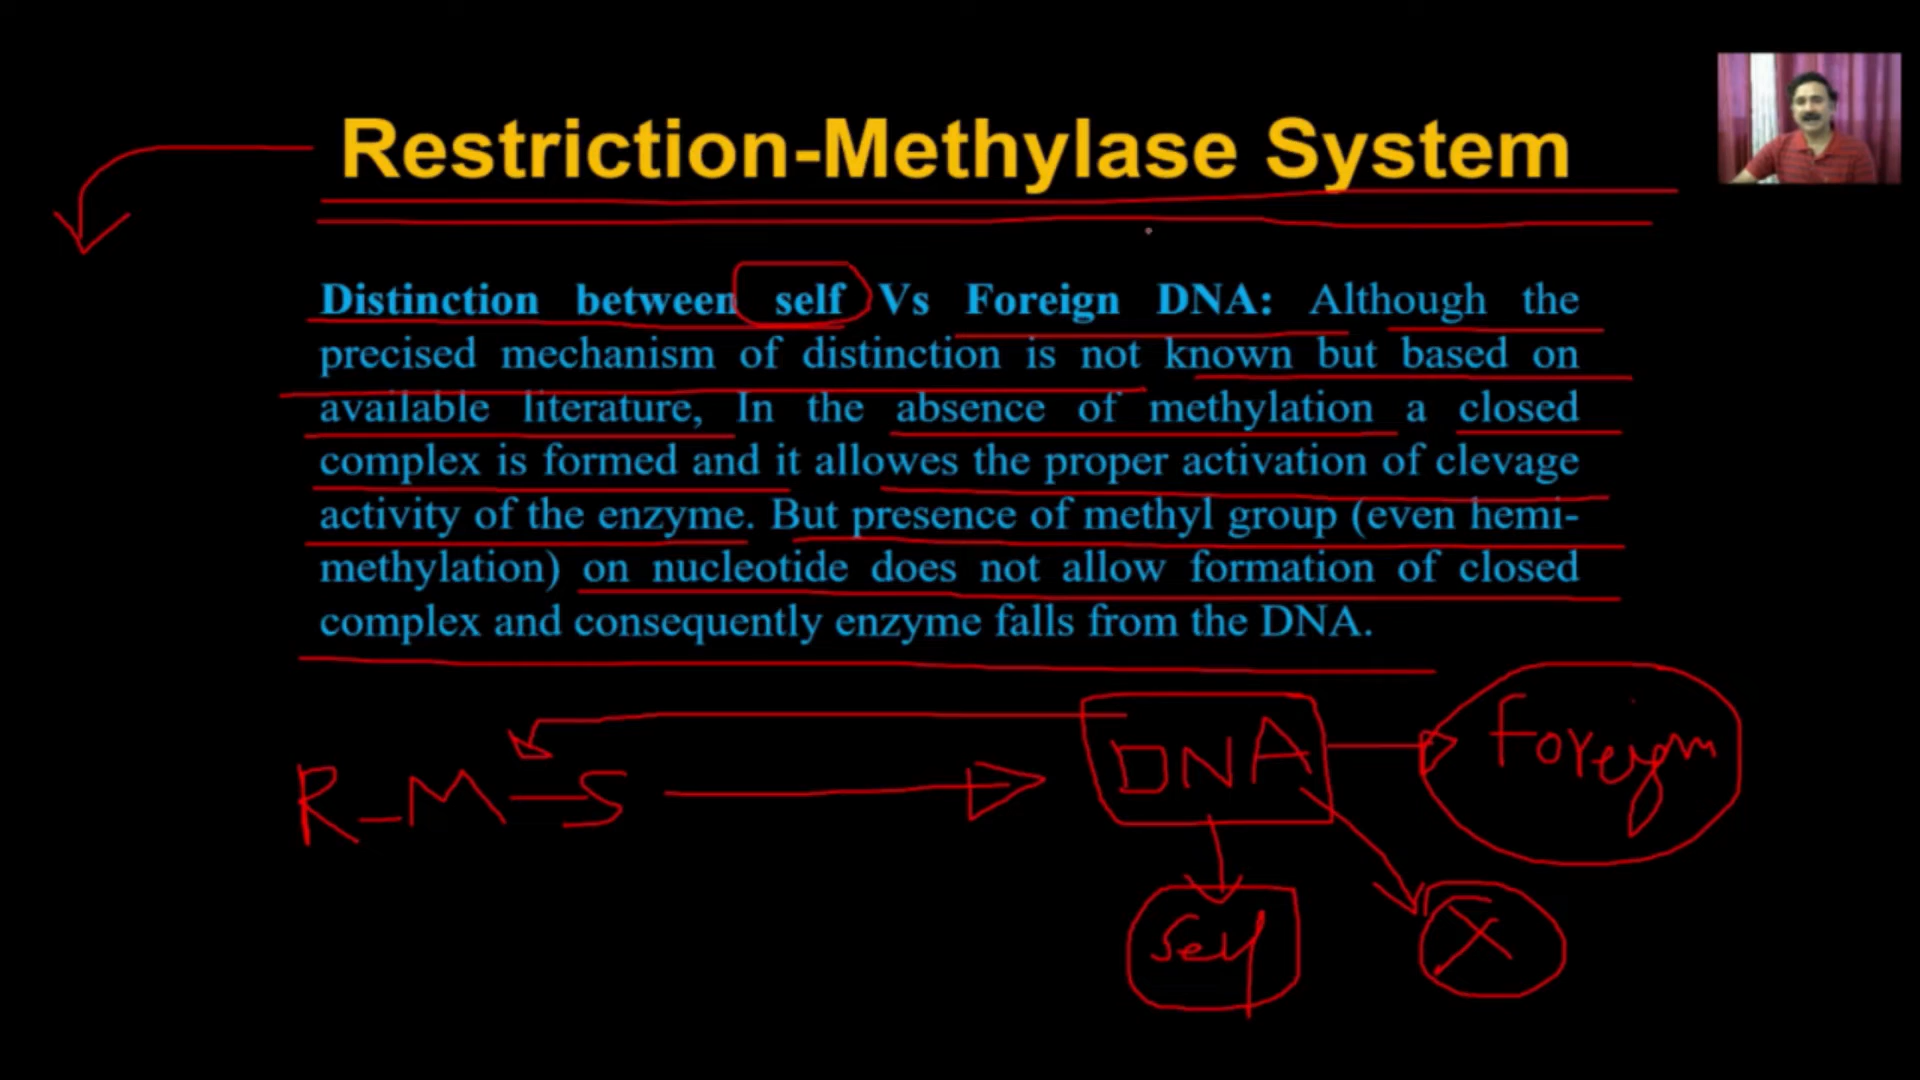 Restriction-Methylase System
Distinction between self Vs Foreign DNA: Although the
precised mechanism of distinction is not known but based on
available literature, In the absence of methylation a closed
complex is formed and it allowes the proper activation of clevage
activity of the enzyme. But presence of methyl group (even hemi-
methylation) on nucleotide does not allow formation of closed
complex and consequently enzyme falls from the DNA.
R-M-S DNA Foreign
Self X